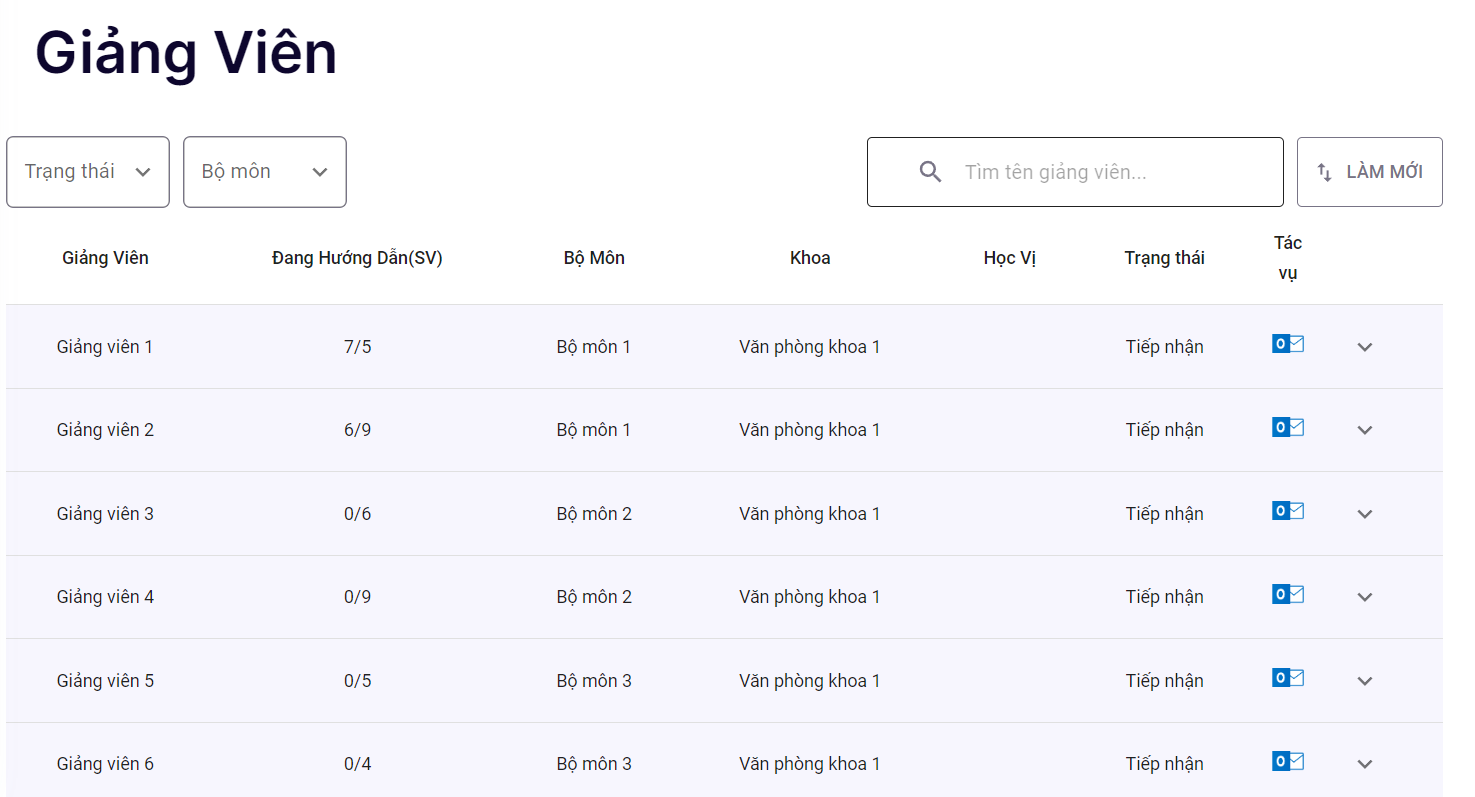 Giảng Viên
Trạng thái Bộ môn Tìm tên giảng viên... LÀM MỚI
Giảng Viên Đang Hướng Dẫn(SV) Bộ Môn Khoa Học Vị Trạng thái Tác vụ
Giảng viên 1 7/5 Bộ môn 1 Văn phòng khoa 1 Tiếp nhận
Giảng viên 2 6/9 Bộ môn 1 Văn phòng khoa 1 Tiếp nhận
Giảng viên 3 0/6 Bộ môn 2 Văn phòng khoa 1 Tiếp nhận
Giảng viên 4 0/9 Bộ môn 2 Văn phòng khoa 1 Tiếp nhận
Giảng viên 5 0/5 Bộ môn 3 Văn phòng khoa 1 Tiếp nhận
Giảng viên 6 0/4 Bộ môn 3 Văn phòng khoa 1 Tiếp nhận